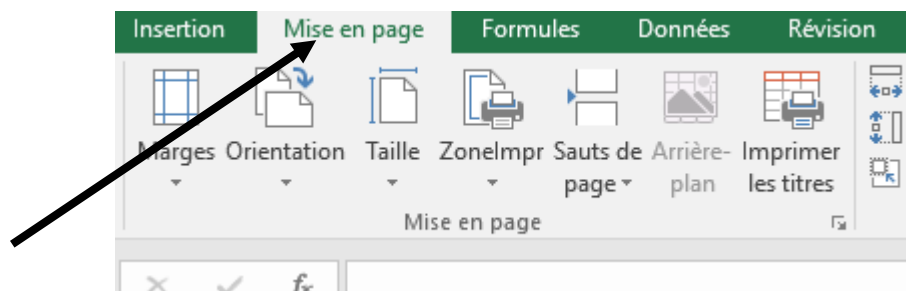 Insertion Mise en page Formules Données Révision
Marges Orientation Taille ZoneImpr Sauts de Arrière- Imprimer
page plan les titres
Mise en page
fx